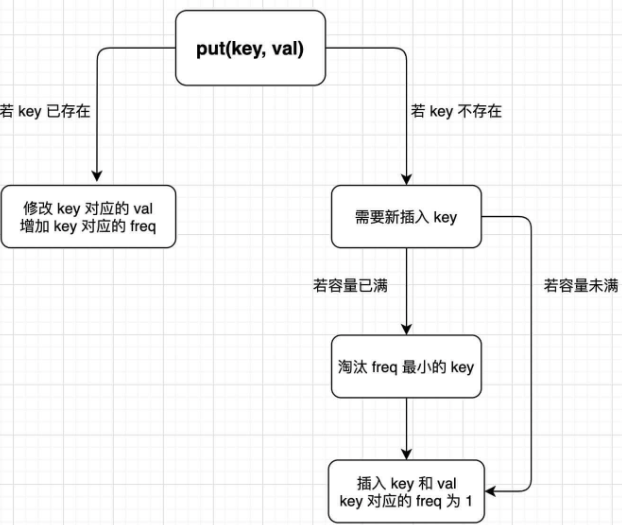 put(key, val)
若 key 已存在
若 key 不存在
修改 key 对应的 val
增加 key 对应的 freq
需要新插入 key
若容量已满
若容量未满
淘汰 freq 最小的 key
插入 key 和 val
key 对应的 freq 为 1